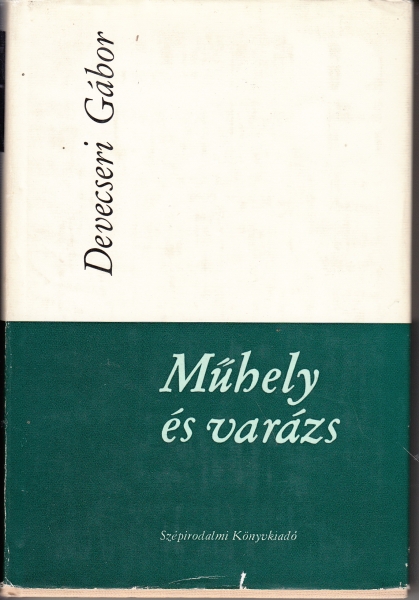 Devecseri Gábor
Műhely
és varázs
Szépirodalmi Könyvkiadó